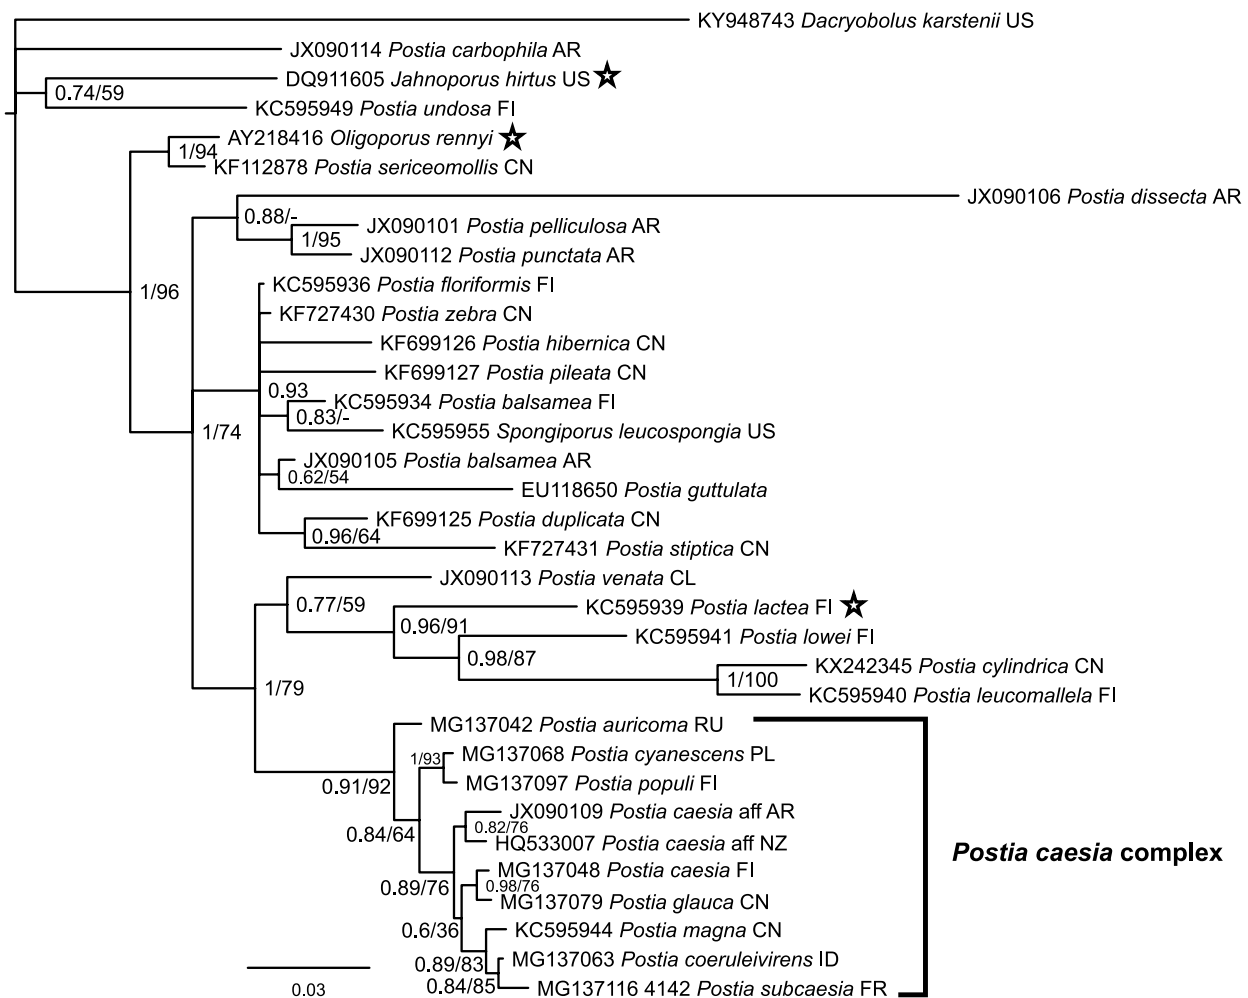 KY948743 Dacryobolus karstenii US
JX090114 Postia carbophila AR
DQ911605 Jahnoporus hirtus US
0.74/59
KC595949 Postia undosa FI
AY218416 Oligoporus rennyi
1/94
KF112878 Postia sericeomollis CN
JX090106 Postia dissecta AR
0.88/-
JX090101 Postia pelliculosa AR
1/95
JX090112 Postia punctata AR
KC595936 Postia floriformis FI
1/96
KF727430 Postia zebra CN
KF699126 Postia hibernica CN
KF699127 Postia pileata CN
0.93
KC595934 Postia balsamea FI
0.83/-
KC595955 Spongiporus leucospongia US
1/74
JX090105 Postia balsamea AR
0.62/54
EU118650 Postia guttulata
KF699125 Postia duplicata CN
0.96/64
KF727431 Postia stiptica CN
JX090113 Postia venata CL
0.77/59
KC595939 Postia lactea FI
0.96/91
KC595941 Postia lowei FI
0.98/87
KX242345 Postia cylindrica CN
1/100
1/79
KC595940 Postia leucomallela FI
MG137042 Postia auricoma RU
MG137068 Postia cyanescens PL
1/93
MG137097 Postia populi FI
0.91/92
JX090109 Postia caesia aff AR
0.82/76
0.84/64
HQ533007 Postia caesia aff NZ
Postia caesia complex
MG137048 Postia caesia FI
0.98/76
0.89/76
MG137079 Postia glauca CN
0.6/36
KC595944 Postia magna CN
MG137063 Postia coeruleivirens ID
0.89/83
0.84/85
MG137116 4142 Postia subcaesia FR
0.03